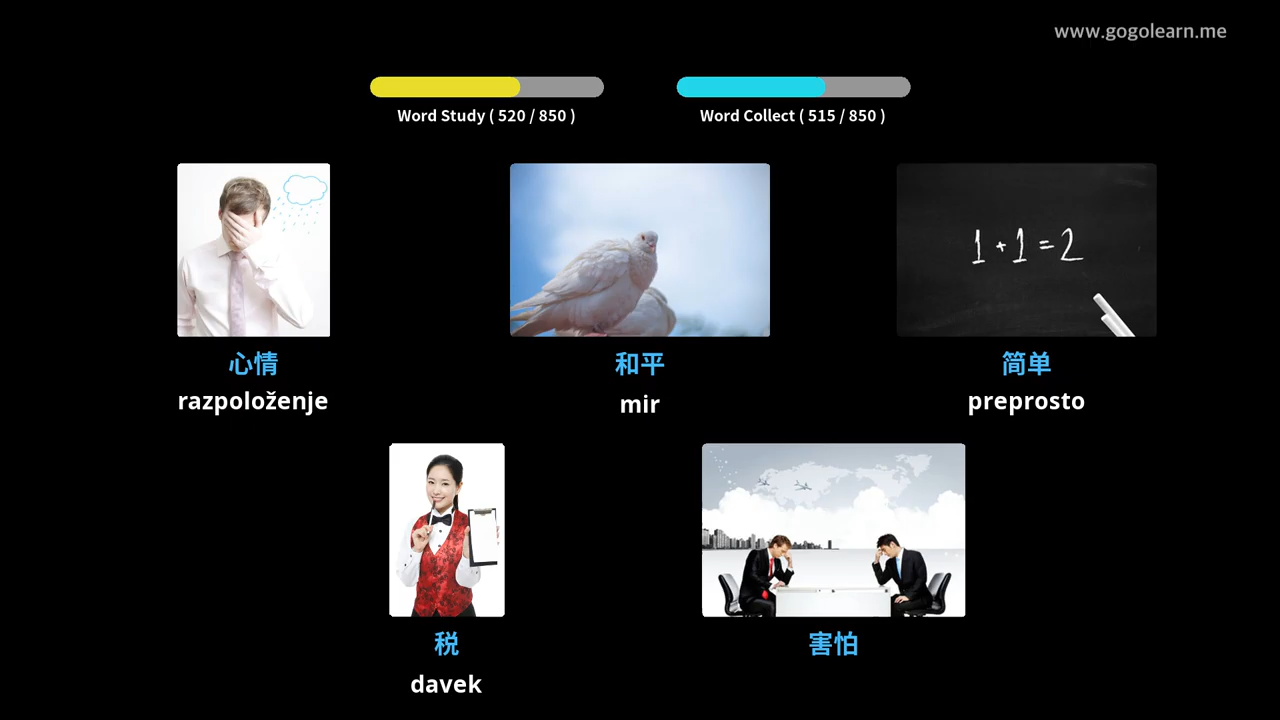 www.gogolearn.me
Word Study ( 520 / 850 )
Word Collect ( 515 / 850 )
1 + 1 = 2
心情
razpoloženje
和平
mir
简单
preprosto
税
davek
害怕